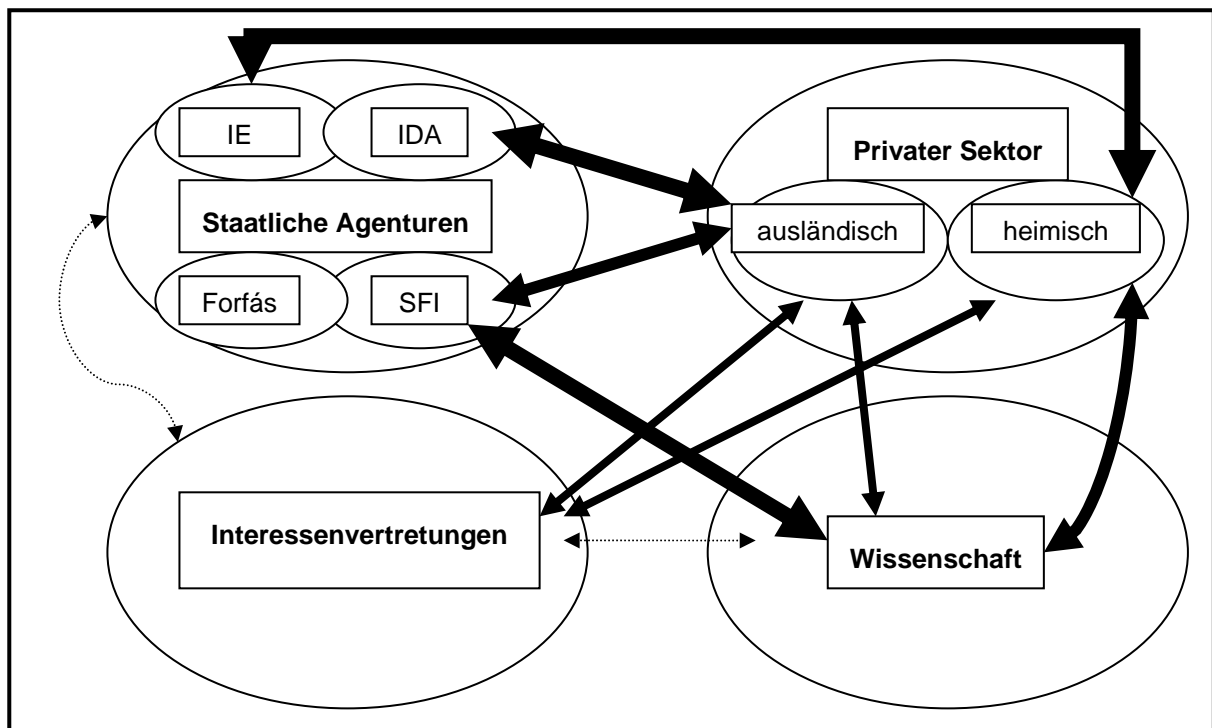 IE
IDA
Staatliche Agenturen
Forfás
SFI
Privater Sektor
ausländisch
heimisch
Interessenvertretungen
Wissenschaft